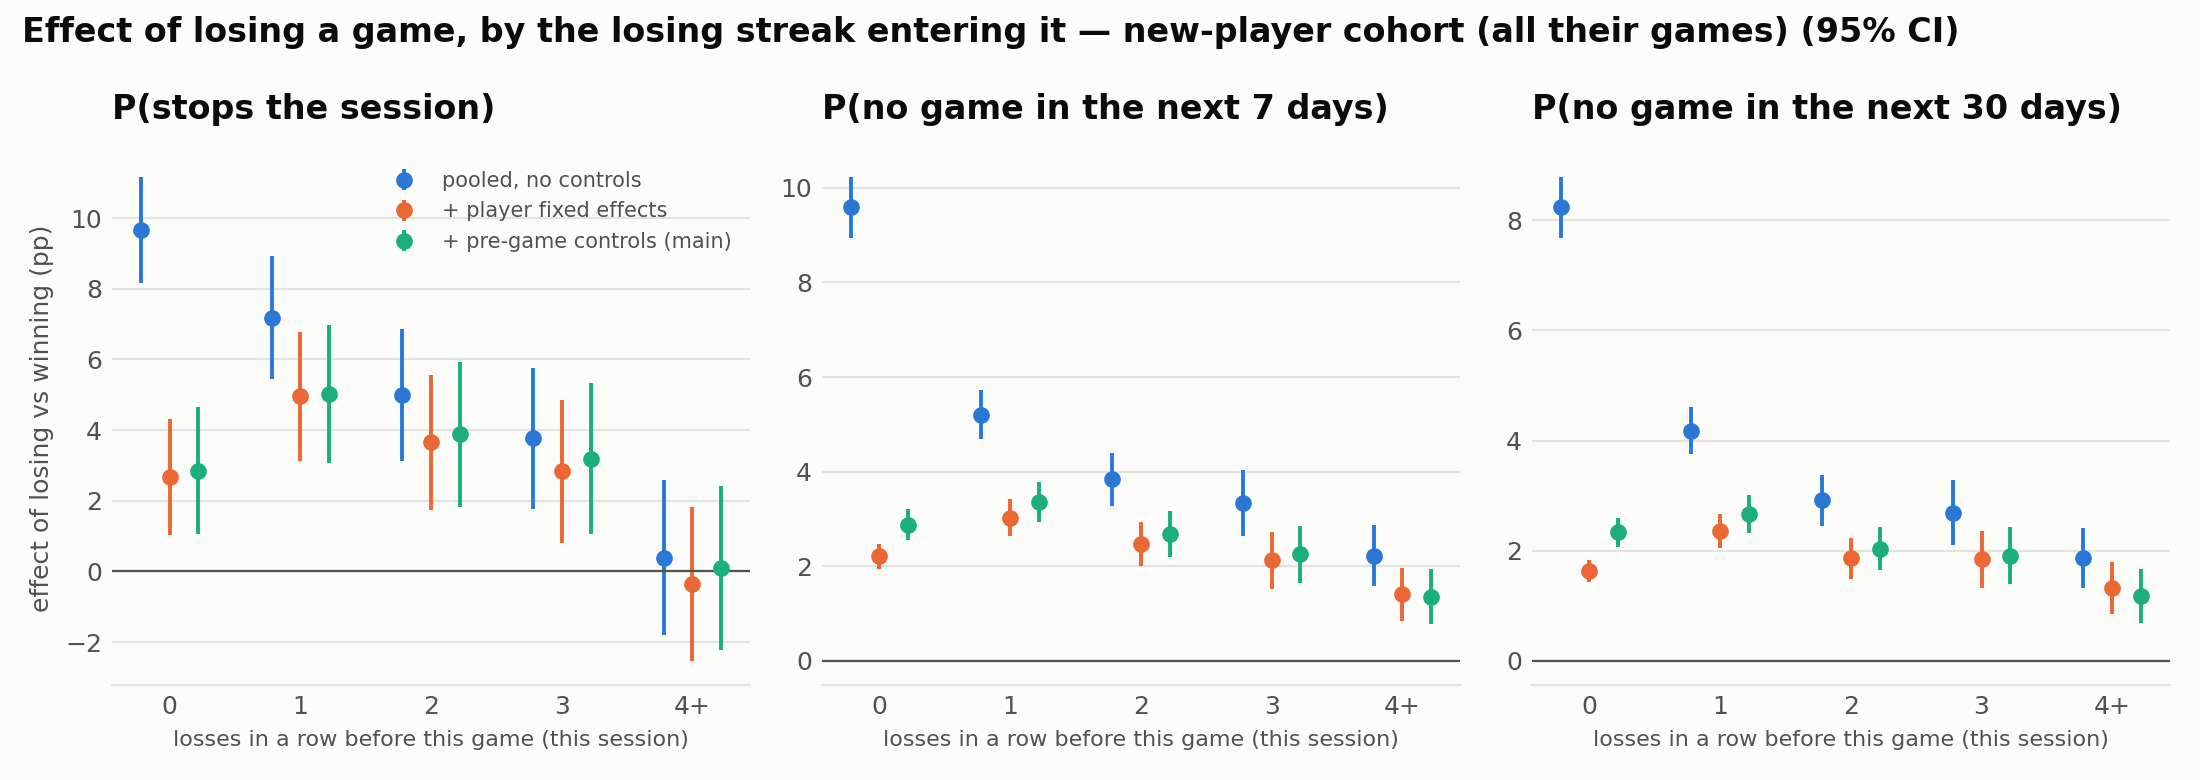 Effect of losing a game, by the losing streak entering it — new-player cohort (all their games) (95% CI)
P(stops the session)
effect of losing vs winning (pp)
10
8
6
4
2
0
−2
pooled, no controls
+ player fixed effects
+ pre-game controls (main)
0 1 2 3 4+
losses in a row before this game (this session)
P(no game in the next 7 days)
10
8
6
4
2
0
0 1 2 3 4+
losses in a row before this game (this session)
P(no game in the next 30 days)
8
6
4
2
0
0 1 2 3 4+
losses in a row before this game (this session)